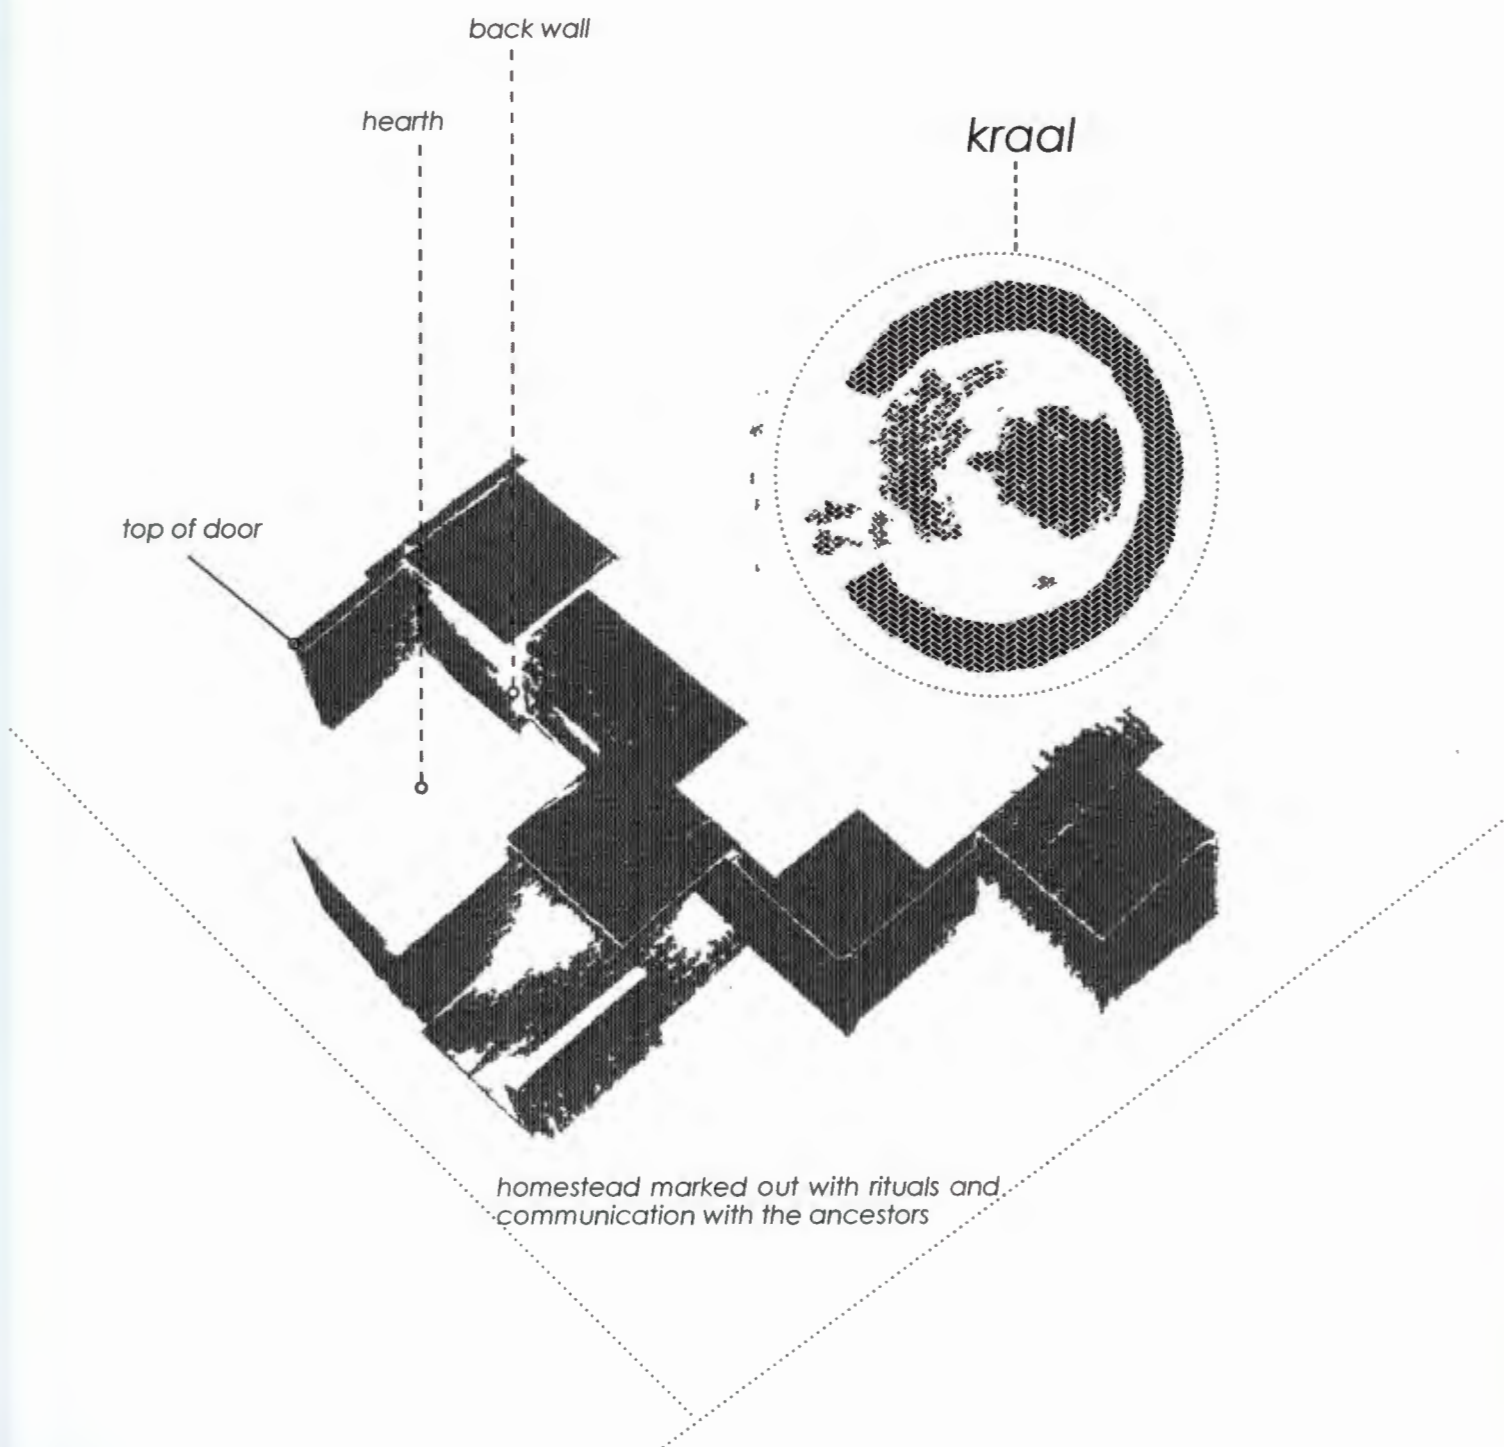 back wall
hearth
kraal
top of door
homestead marked out with rituals and
communication with the ancestors